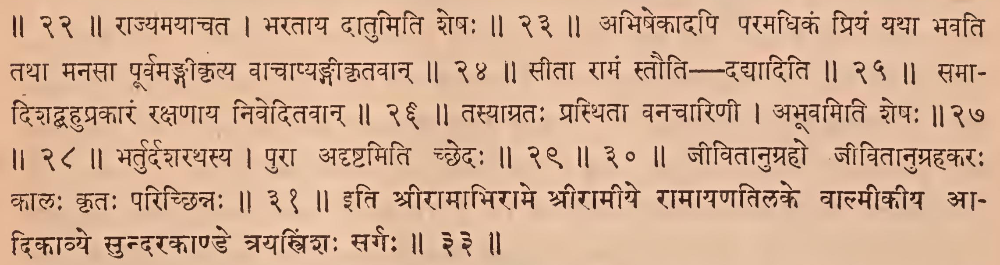 ॥ २२ ॥ राज्यमयाचत । भरताय दातुमिति शेषः ॥ २३ ॥ अभिषेकादपि परमधिकं प्रियं यथा भवति
तथा मनसा पूर्वमङ्गीकृत्य वाचाप्यङ्गीकृतवान् ॥ २४ ॥ सीता रामं स्तौति—दद्यादिति ॥ २५ ॥ समा-
दिशद्बहुप्रकारं रक्षणाय निवेदितवान् ॥ २६ ॥ तस्याग्रतः प्रस्थिता वनचारिणी । अभूवमिति शेषः ॥ २७
॥ २८ ॥ भर्तुर्दशरथस्य । पुरा अदृष्टमिति च्छेदः ॥ २९ ॥ ३० ॥ जीवितानुग्रहो जीवितानुग्रहकरः
कालः कृतः परिच्छिन्नः ॥ ३१ ॥ इति श्रीरामाभिरामे श्रीरामीये रामायणतिलके वाल्मीकीय आ-
दिकाव्ये सुन्दरकाण्डे त्रयस्त्रिंशः सर्गः ॥ ३३ ॥